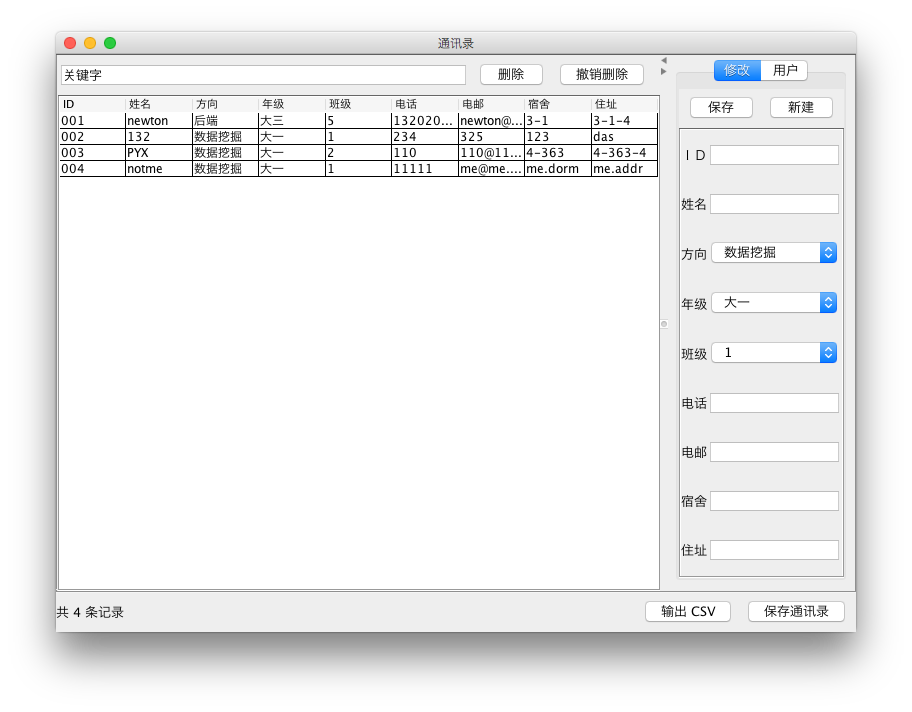 通讯录
关键字 删除 撤销删除
ID 姓名 方向 年级 班级 电话 电邮 宿舍 住址
001 newton 后端 大三 5 132020... newton@... 3-1 3-1-4
002 132 数据挖掘 大一 1 234 325 123 das
003 PYX 数据挖掘 大一 2 110 110@11... 4-363 4-363-4
004 notme 数据挖掘 大一 1 11111 me@me.... me.dorm me.addr
修改 用户
保存 新建
ＩＤ
姓名
方向 数据挖掘
年级 大一
班级 1
电话
电邮
宿舍
住址
共 4 条记录 输出 CSV 保存通讯录